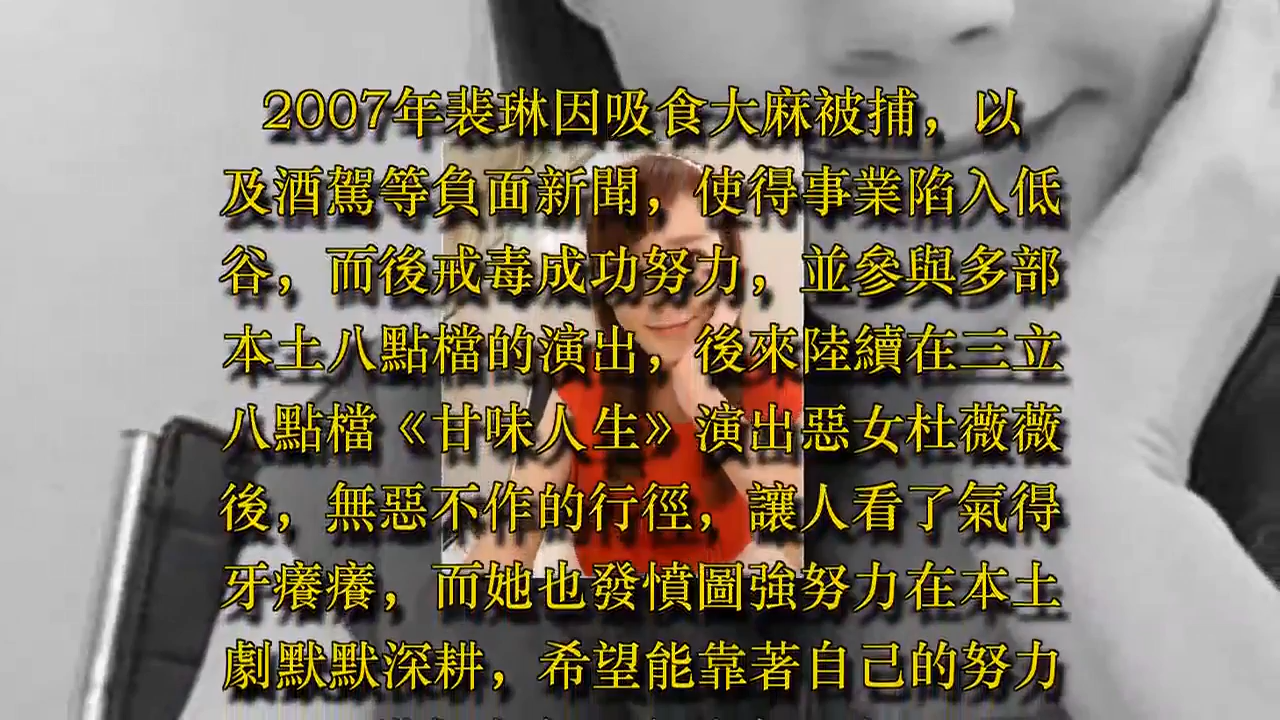 2007年裴琳因吸食大麻被捕，以
及酒駕等負面新聞，使得事業陷入低
谷，而後戒毒成功努力，並參與多部
本土八點檔的演出，後來陸續在三立
八點檔《甘味人生》演出惡女杜薇薇
後，無惡不作的行徑，讓人看了氣得
牙癢癢，而她也發憤圖強努力在本土
劇默默深耕，希望能靠著自己的努力